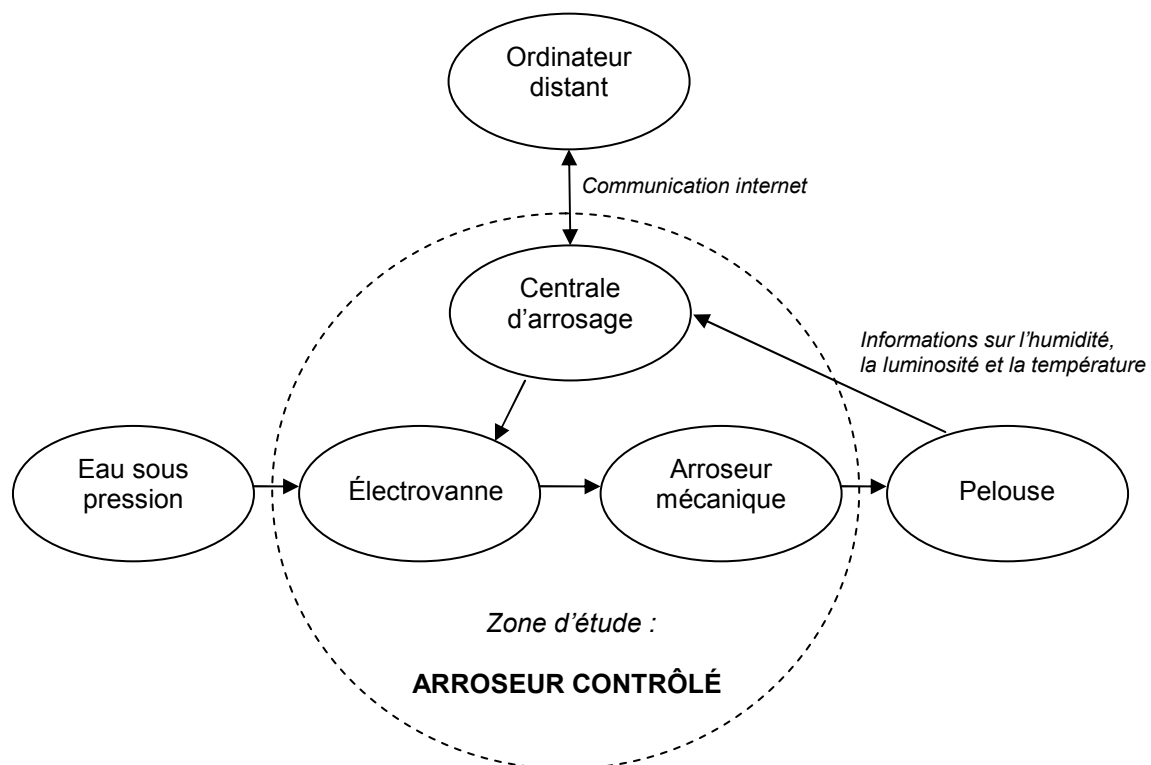 Ordinateur
distant
Communication internet
Centrale
d’arrosage
Informations sur l’humidité,
la luminosité et la température
Eau sous
pression
Électrovanne
Arroseur
mécanique
Pelouse
Zone d’étude :
ARROSEUR CONTRÔLÉ